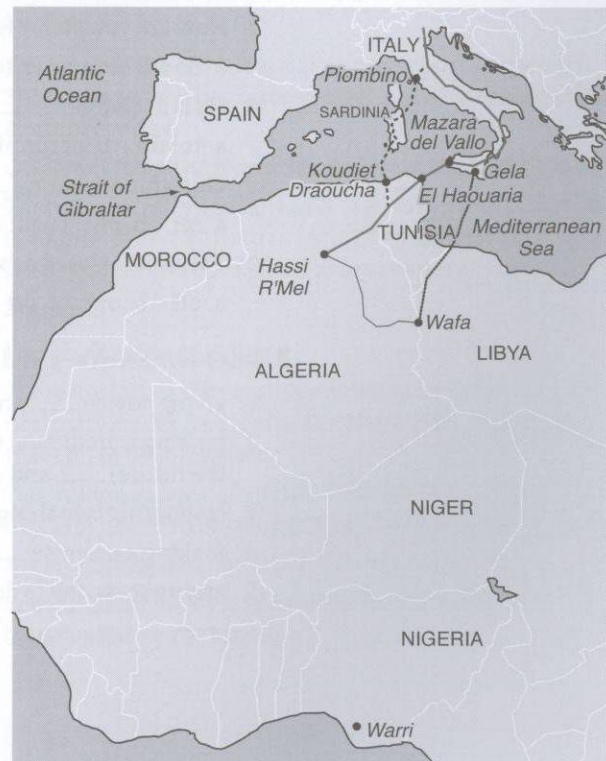 ITALY
Atlantic
Ocean
Piombino
SPAIN
SARDINIA
Mazara
del Vallo
Koudiet
Draoucha
Gela
Strait of
Gibraltar
El Haouaria
TUNISIA
Mediterranean
Sea
MOROCCO
Hassi
R'Mel
Wafa
ALGERIA
LIBYA
NIGER
NIGERIA
Warri